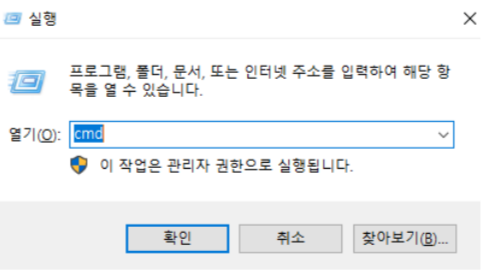 실행
프로그램, 폴더, 문서, 또는 인터넷 주소를 입력하여 해당 항
목을 열 수 있습니다.
열기(O): cmd
이 작업은 관리자 권한으로 실행됩니다.
확인 취소 찾아보기(B)...